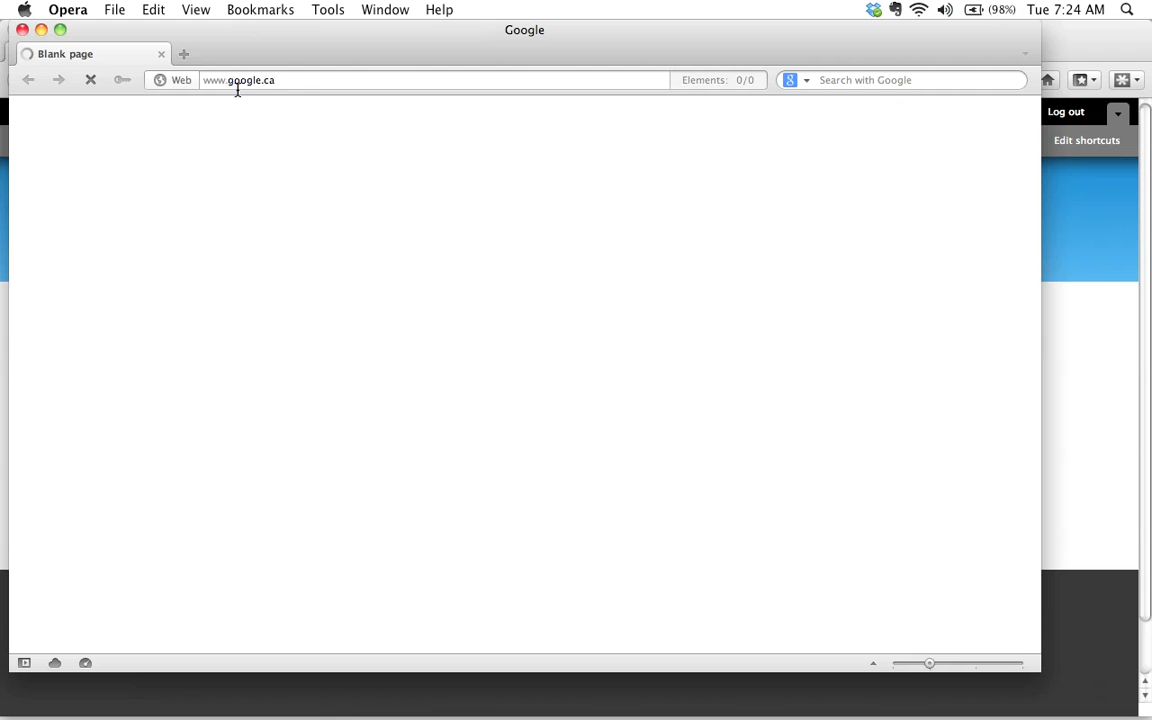 Opera File Edit View Bookmarks Tools Window Help (98%) Tue 7:24 AM
Google
Blank page
Web www.google.ca Elements: 0/0 Search with Google
Log out
Edit shortcuts